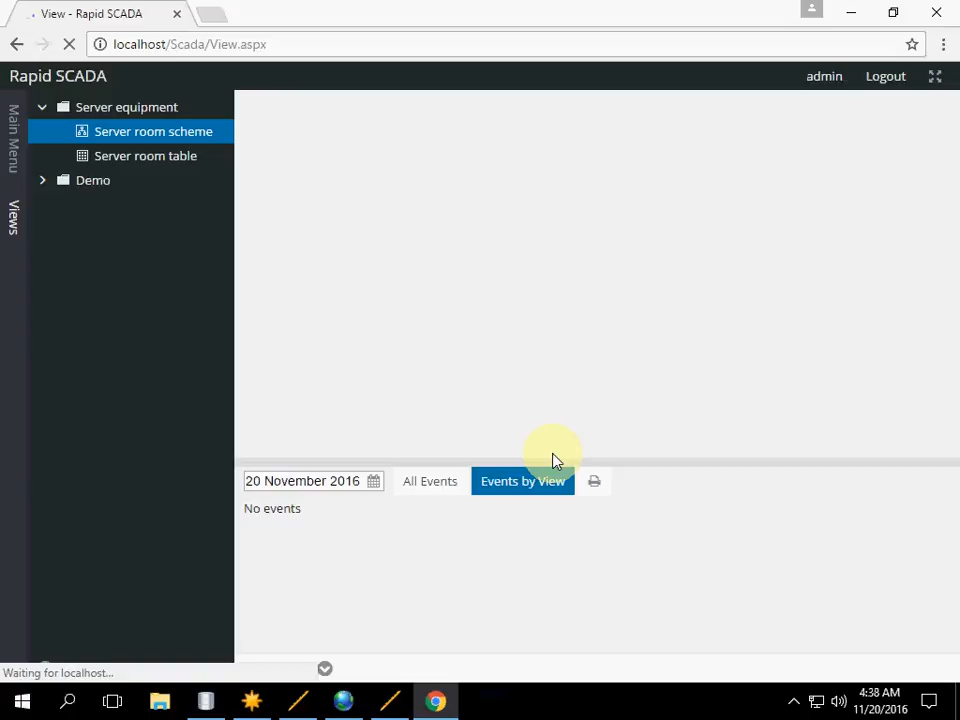 View - Rapid SCADA
localhost/Scada/View.aspx
Rapid SCADA
admin
Logout
Main Menu
Views
Server equipment
Server room scheme
Server room table
Demo
20 November 2016
All Events
Events by View
No events
Waiting for localhost...
4:38 AM
11/20/2016